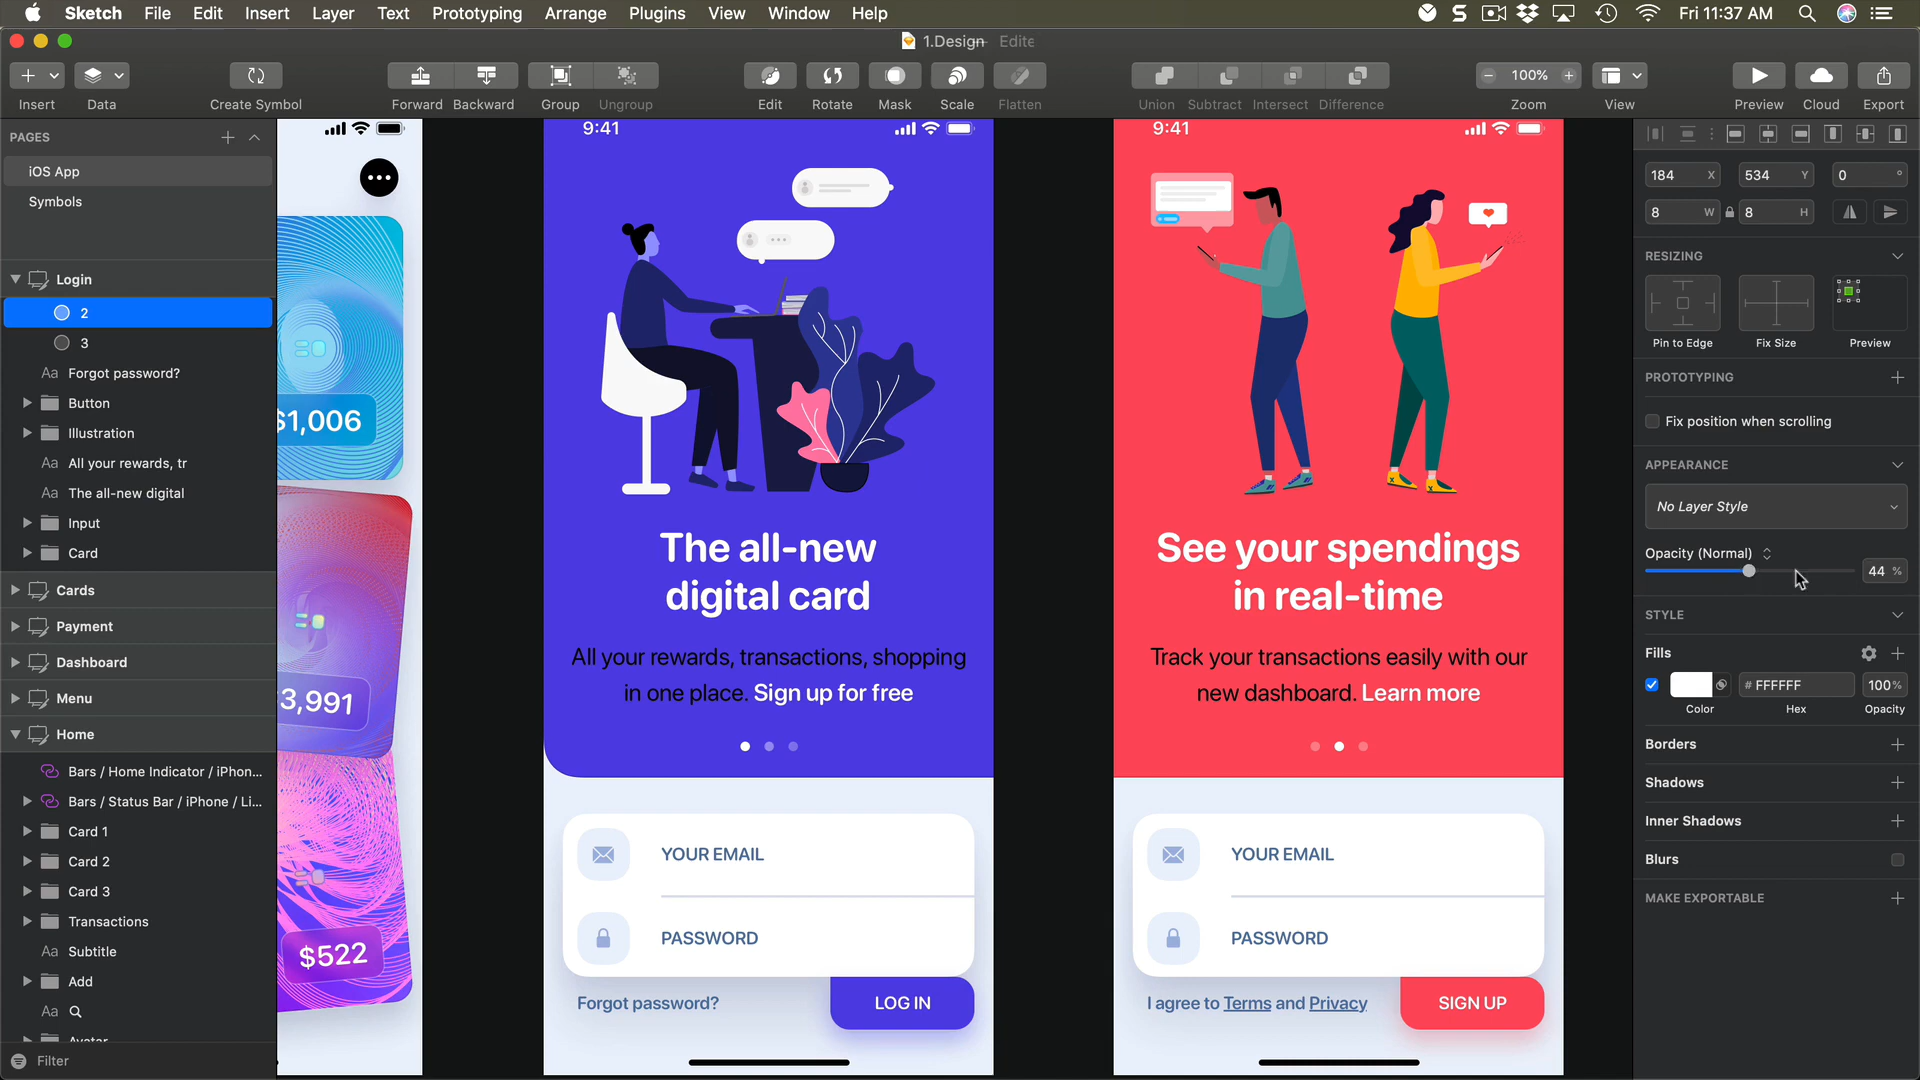 Sketch File Edit Insert Layer Text Prototyping Arrange Plugins View Window Help Fri 11:37 AM
1.Design Edite
100%
Insert Data Create Symbol Forward Backward Group Ungroup Edit Rotate Mask Scale Flatten Union Subtract Intersect Difference Zoom View Preview Cloud Export
PAGES
iOS App
Symbols
Login
2
3
Forgot password?
Button
Illustration
All your rewards, tr
The all-new digital
Input
Card
Cards
Payment
Dashboard
Menu
Home
Bars / Home Indicator / iPhon...
Bars / Status Bar / iPhone / Li...
Card 1
Card 2
Card 3
Transactions
Subtitle
Add
Avatar
Filter
$1,006
3,991
$522
9:41
The all-new
digital card
All your rewards, transactions, shopping
in one place. Sign up for free
YOUR EMAIL
PASSWORD
Forgot password?
LOG IN
9:41
See your spendings
in real-time
Track your transactions easily with our
new dashboard. Learn more
YOUR EMAIL
PASSWORD
I agree to Terms and Privacy
SIGN UP
184 X 534 Y 0 °
8 W 8 H
RESIZING
Pin to Edge Fix Size Preview
PROTOTYPING
Fix position when scrolling
APPEARANCE
No Layer Style
Opacity (Normal)
44 %
STYLE
Fills
# FFFFFF 100%
Color Hex Opacity
Borders
Shadows
Inner Shadows
Blurs
MAKE EXPORTABLE